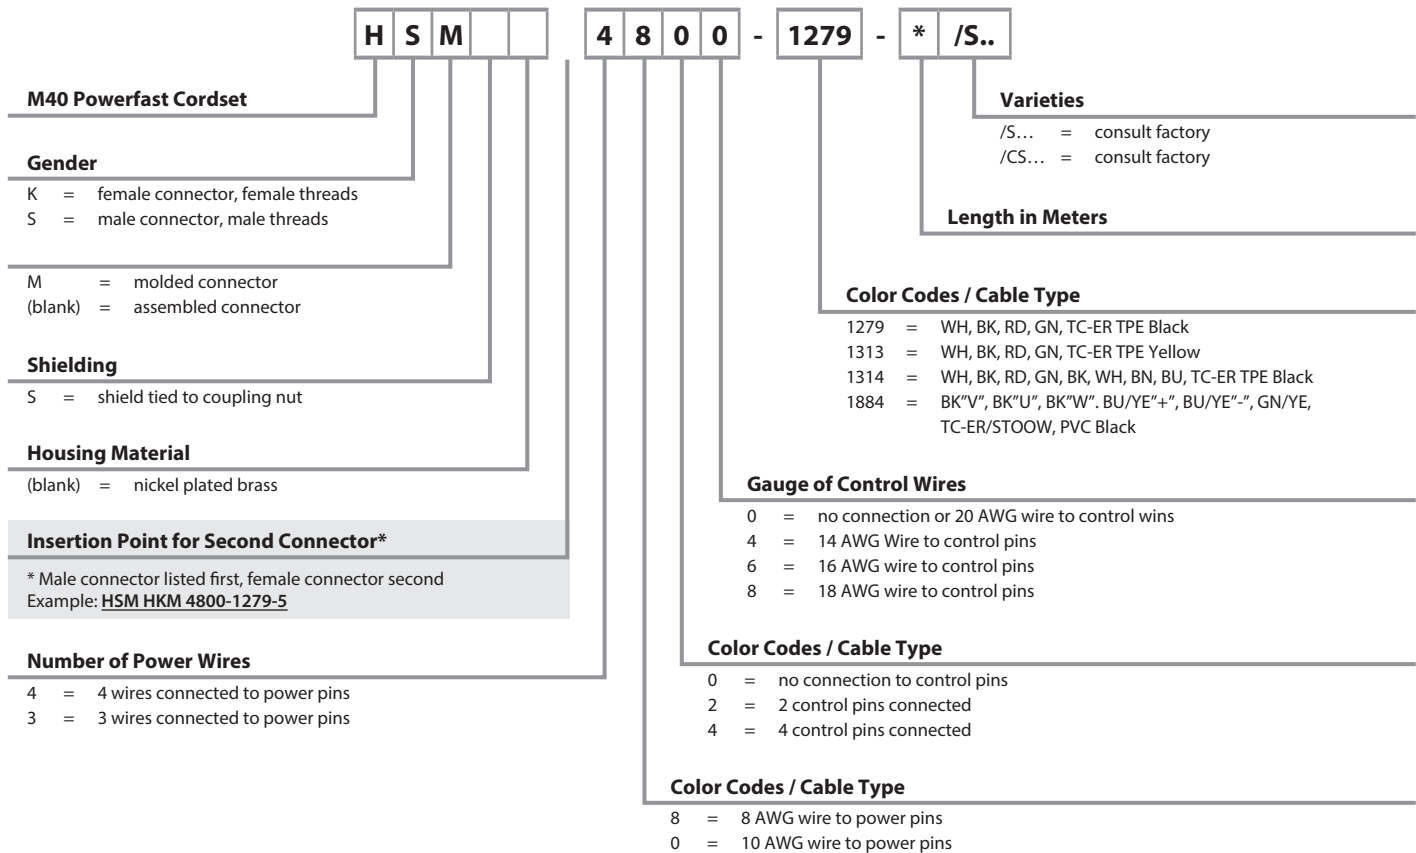 H S M 4 8 0 0 - 1279 - * /S..
M40 Powerfast Cordset
Gender
K = female connector, female threads
S = male connector, male threads
M = molded connector
(blank) = assembled connector
Shielding
S = shield tied to coupling nut
Housing Material
(blank) = nickel plated brass
Insertion Point for Second Connector*
* Male connector listed first, female connector second
Example: HSM HKM 4800-1279-5
Number of Power Wires
4 = 4 wires connected to power pins
3 = 3 wires connected to power pins
Varieties
/S… = consult factory
/CS… = consult factory
Length in Meters
Color Codes / Cable Type
1279 = WH, BK, RD, GN, TC-ER TPE Black
1313 = WH, BK, RD, GN, TC-ER TPE Yellow
1314 = WH, BK, RD, GN, BK, WH, BN, BU, TC-ER TPE Black
1884 = BK"V", BK"U", BK"W". BU/YE"+", BU/YE"-", GN/YE,
TC-ER/STOOW, PVC Black
Gauge of Control Wires
0 = no connection or 20 AWG wire to control wins
4 = 14 AWG Wire to control pins
6 = 16 AWG wire to control pins
8 = 18 AWG wire to control pins
Color Codes / Cable Type
0 = no connection to control pins
2 = 2 control pins connected
4 = 4 control pins connected
Color Codes / Cable Type
8 = 8 AWG wire to power pins
0 = 10 AWG wire to power pins